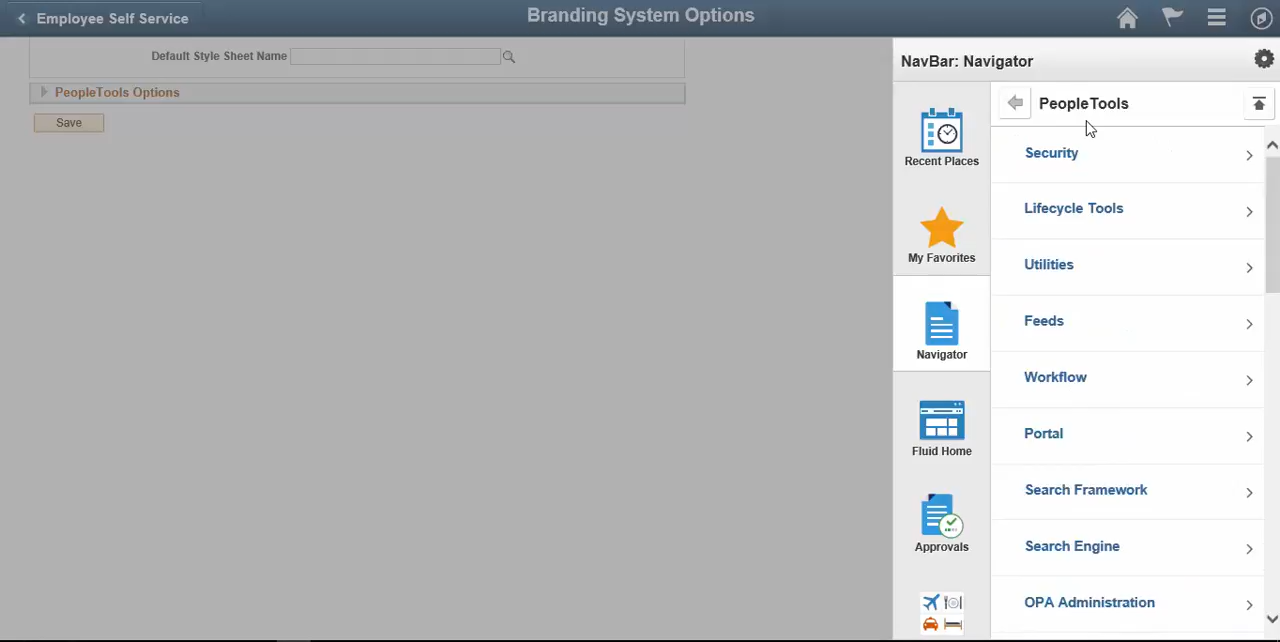 Employee Self Service
Branding System Options
Default Style Sheet Name
PeopleTools Options
Save
NavBar: Navigator
Recent Places
My Favorites
Navigator
Fluid Home
Approvals
PeopleTools
Security
Lifecycle Tools
Utilities
Feeds
Workflow
Portal
Search Framework
Search Engine
OPA Administration